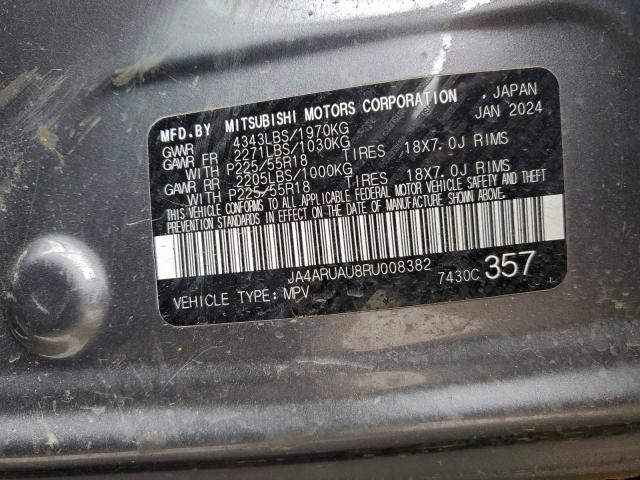 MFD.BY MITSUBISHI MOTORS CORPORATION , JAPAN
GVWR 4343LBS/1970KG JAN 2024
GAWR FR 2271LBS/1030KG
WITH P225/55R18 TIRES 18X7.0J RIMS
GAWR RR 2205LBS/1000KG
WITH P225/55R18 TIRES 18X7.0J RIMS
THIS VEHICLE CONFORMS TO ALL APPLICABLE FEDERAL MOTOR VEHICLE SAFETY AND THEFT
PREVENTION STANDARDS IN EFFECT ON THE DATE OF MANUFACTURE SHOWN ABOVE.
JA4ARUAU8RU008382
VEHICLE TYPE: MPV 7430C 357